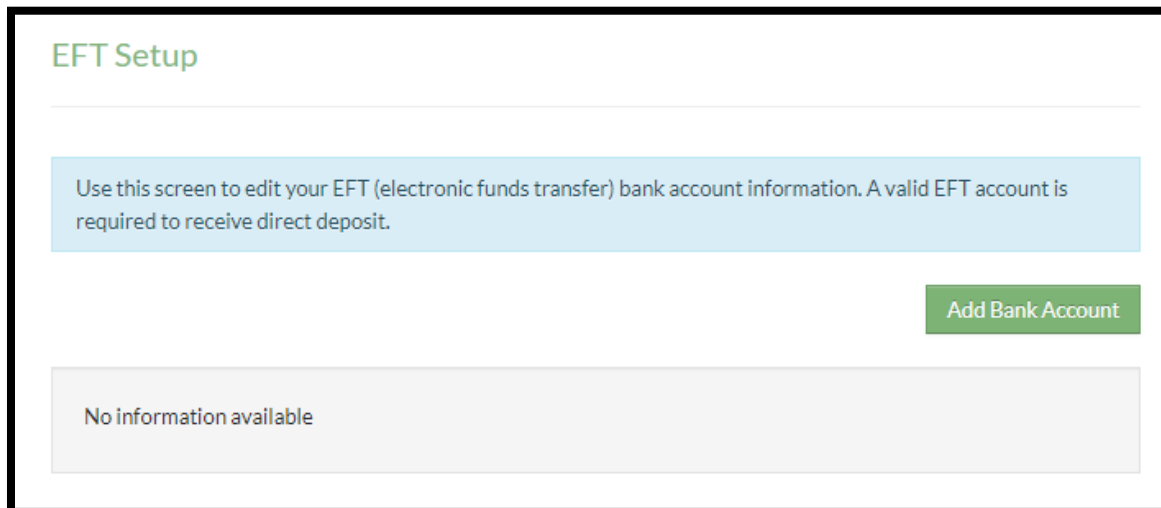 EFT Setup
Use this screen to edit your EFT (electronic funds transfer) bank account information. A valid EFT account is
required to receive direct deposit.
Add Bank Account
No information available